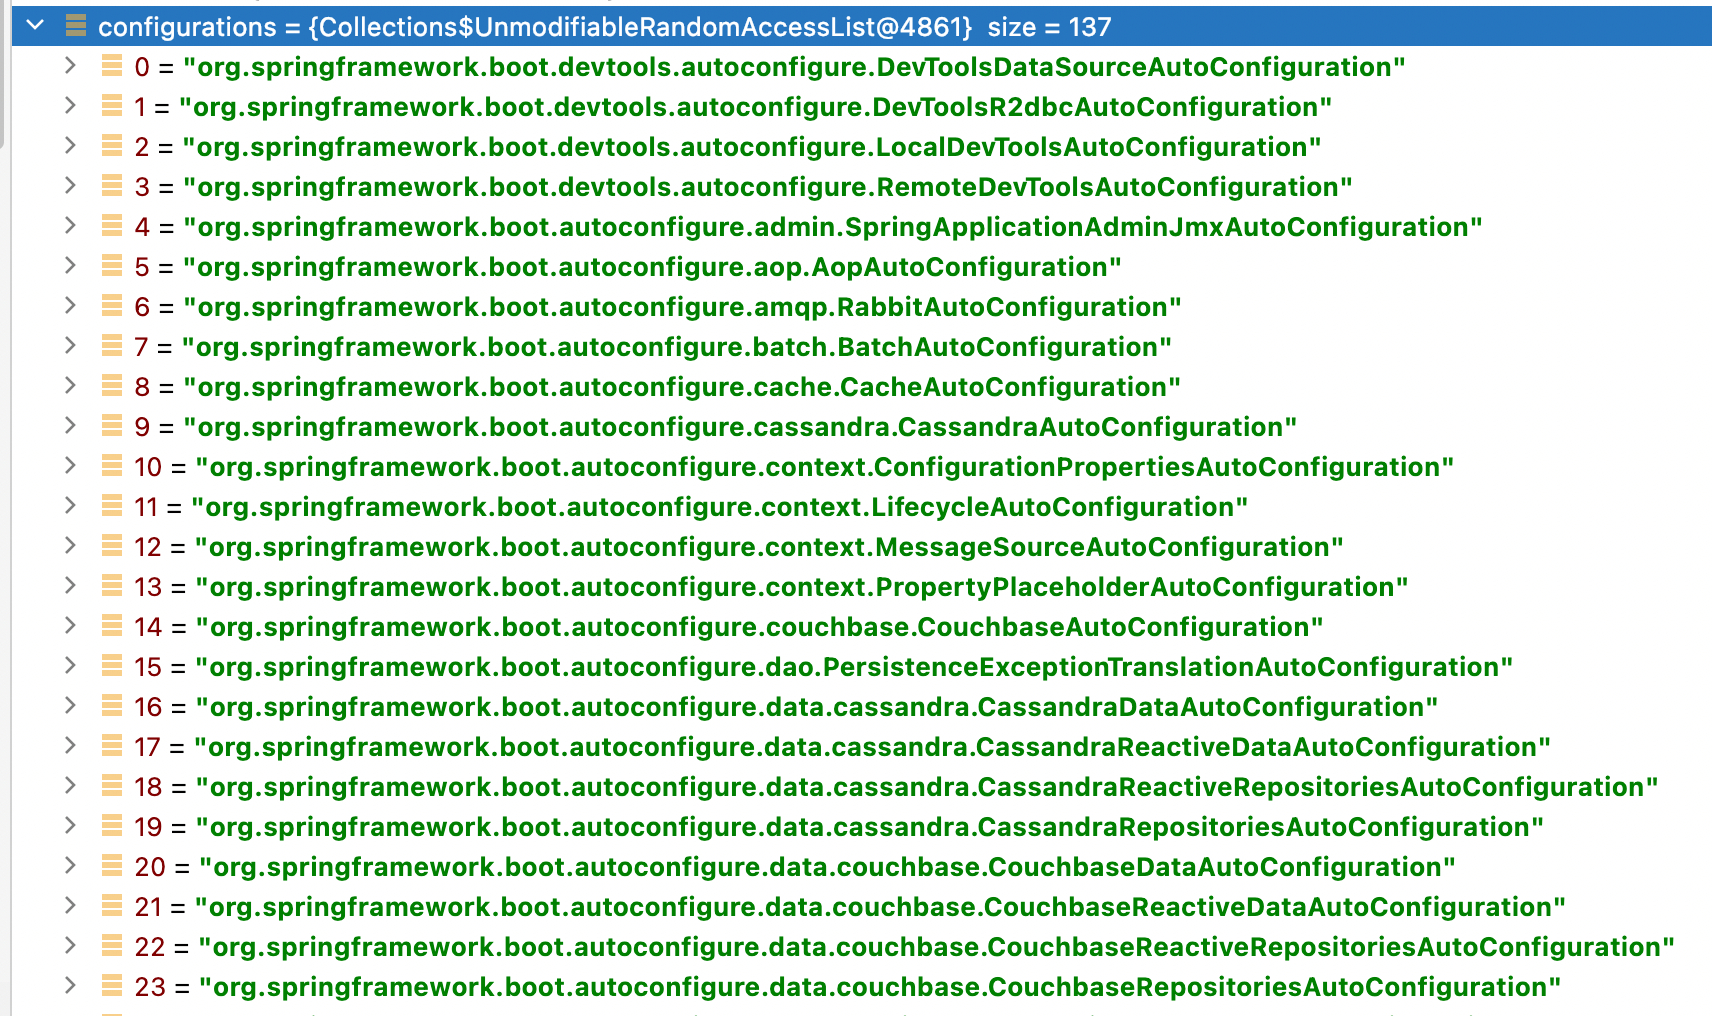 configurations = {Collections$UnmodifiableRandomAccessList@4861} size = 137
0 = "org.springframework.boot.devtools.autoconfigure.DevToolsDataSourceAutoConfiguration"
1 = "org.springframework.boot.devtools.autoconfigure.DevToolsR2dbcAutoConfiguration"
2 = "org.springframework.boot.devtools.autoconfigure.LocalDevToolsAutoConfiguration"
3 = "org.springframework.boot.devtools.autoconfigure.RemoteDevToolsAutoConfiguration"
4 = "org.springframework.boot.autoconfigure.admin.SpringApplicationAdminJmxAutoConfiguration"
5 = "org.springframework.boot.autoconfigure.aop.AopAutoConfiguration"
6 = "org.springframework.boot.autoconfigure.amqp.RabbitAutoConfiguration"
7 = "org.springframework.boot.autoconfigure.batch.BatchAutoConfiguration"
8 = "org.springframework.boot.autoconfigure.cache.CacheAutoConfiguration"
9 = "org.springframework.boot.autoconfigure.cassandra.CassandraAutoConfiguration"
10 = "org.springframework.boot.autoconfigure.context.ConfigurationPropertiesAutoConfiguration"
11 = "org.springframework.boot.autoconfigure.context.LifecycleAutoConfiguration"
12 = "org.springframework.boot.autoconfigure.context.MessageSourceAutoConfiguration"
13 = "org.springframework.boot.autoconfigure.context.PropertyPlaceholderAutoConfiguration"
14 = "org.springframework.boot.autoconfigure.couchbase.CouchbaseAutoConfiguration"
15 = "org.springframework.boot.autoconfigure.dao.PersistenceExceptionTranslationAutoConfiguration"
16 = "org.springframework.boot.autoconfigure.data.cassandra.CassandraDataAutoConfiguration"
17 = "org.springframework.boot.autoconfigure.data.cassandra.CassandraReactiveDataAutoConfiguration"
18 = "org.springframework.boot.autoconfigure.data.cassandra.CassandraReactiveRepositoriesAutoConfiguration"
19 = "org.springframework.boot.autoconfigure.data.cassandra.CassandraRepositoriesAutoConfiguration"
20 = "org.springframework.boot.autoconfigure.data.couchbase.CouchbaseDataAutoConfiguration"
21 = "org.springframework.boot.autoconfigure.data.couchbase.CouchbaseReactiveDataAutoConfiguration"
22 = "org.springframework.boot.autoconfigure.data.couchbase.CouchbaseReactiveRepositoriesAutoConfiguration"
23 = "org.springframework.boot.autoconfigure.data.couchbase.CouchbaseRepositoriesAutoConfiguration"